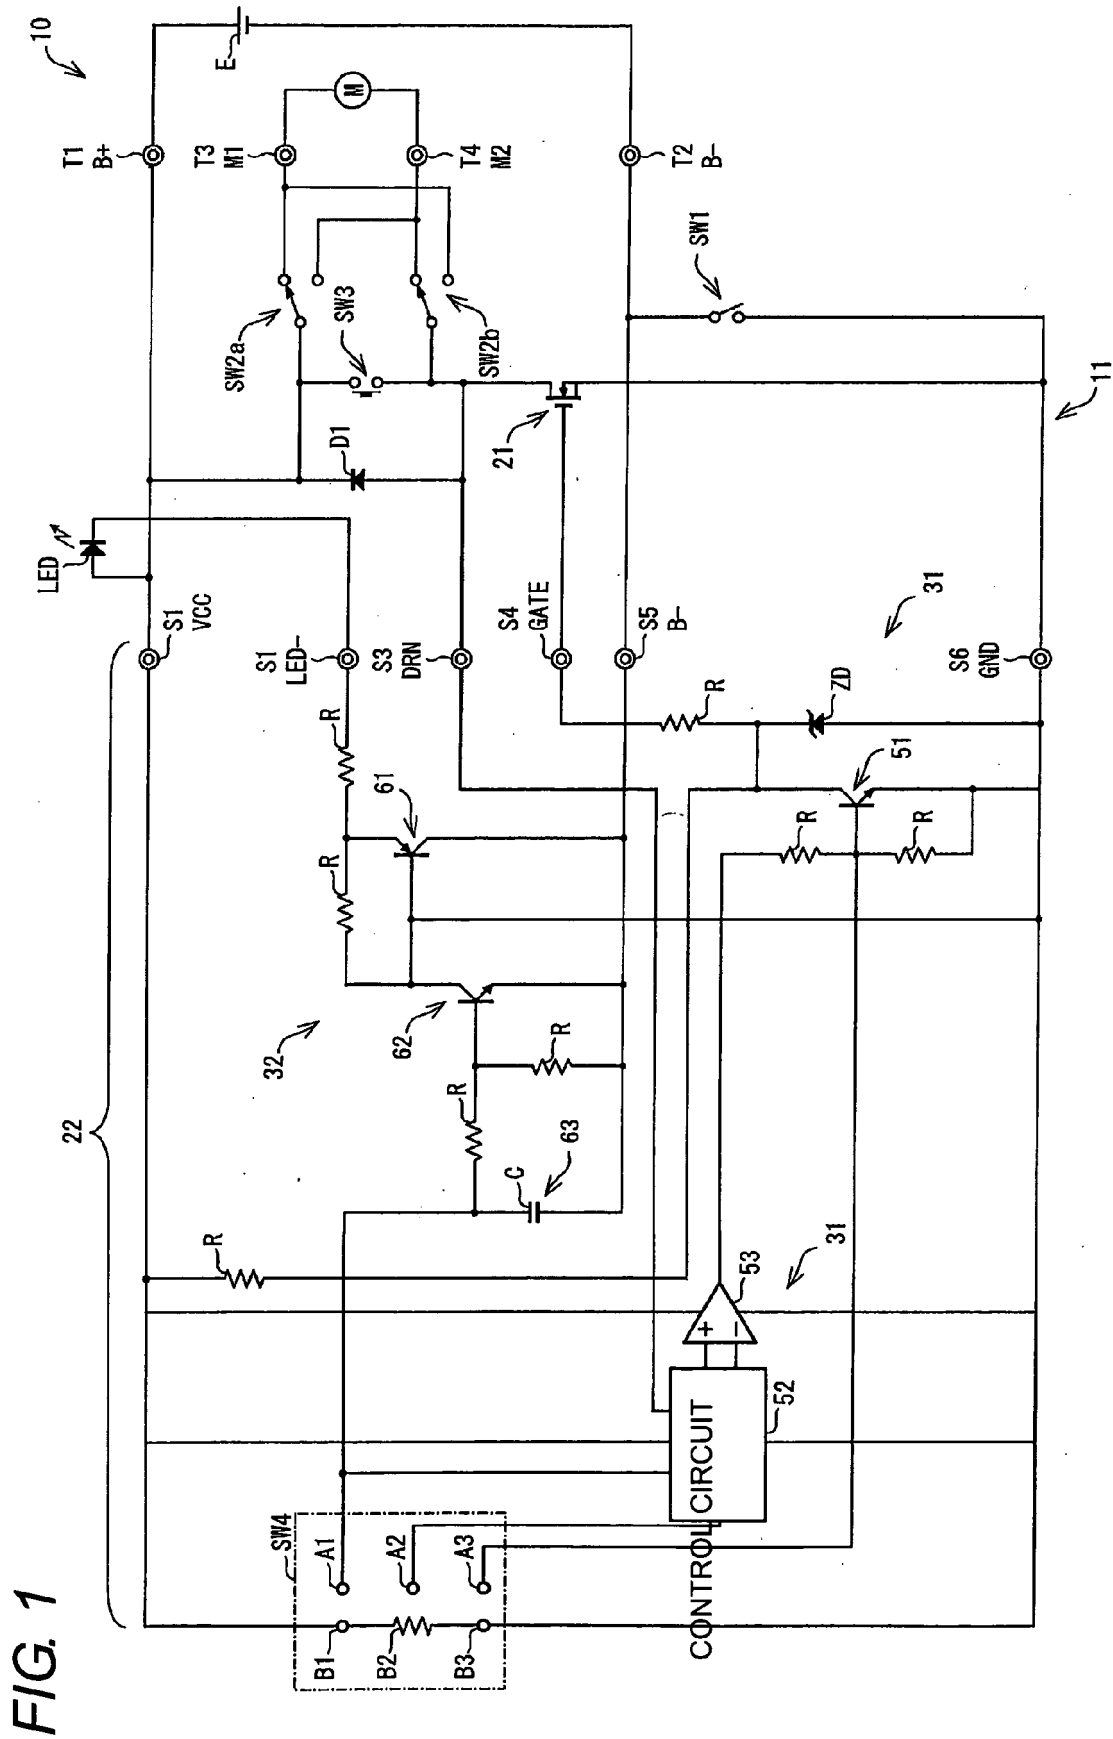 FIG. 1
10
E
M
T1
B+
T3
M1
T4
M2
T2
B-
SW1
SW2a
SW3
SW2b
D1
21
11
LED
S1
VCC
S1
LED-
S3
DRN
S4
GATE
S5
B-
S6
GND
31
22
R
R
61
R
ZD
51
R
R
32
62
R
R
C
63
R
53
31
+
-
CONTROL CIRCUIT
52
SW4
A1
A2
A3
B1
B2
B3